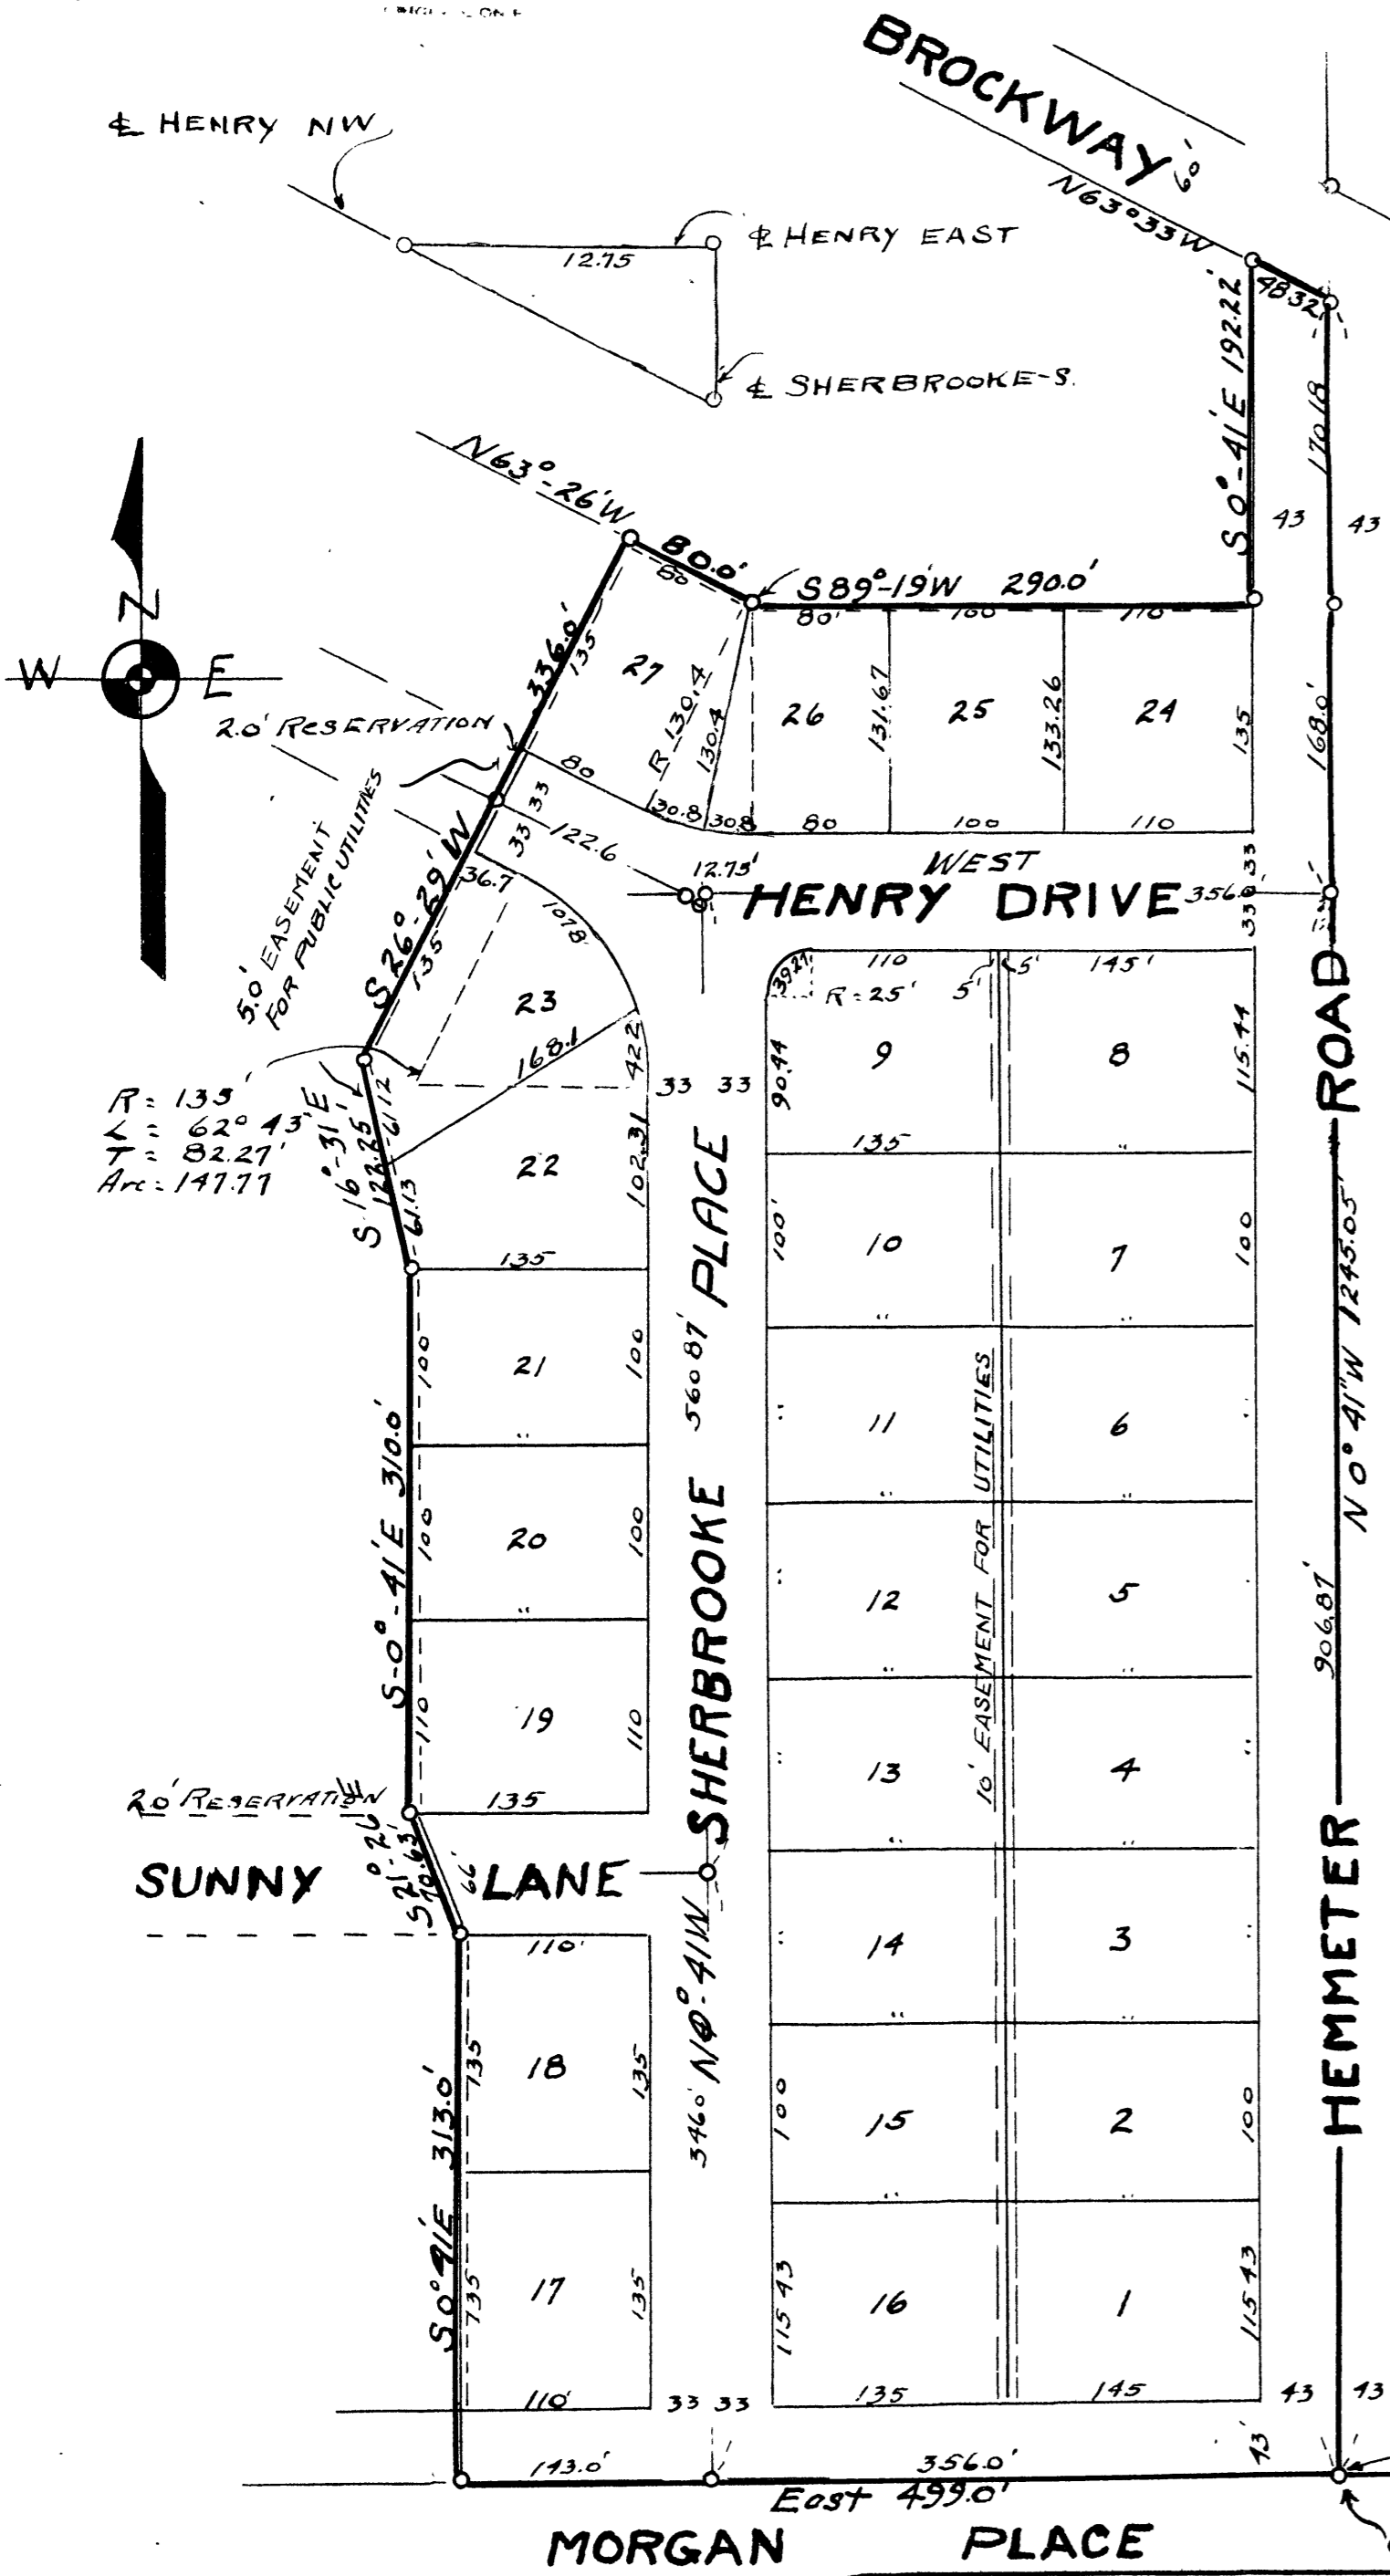 BROCKWAY
60'
℄ HENRY NW
N63°33W
℄ HENRY EAST
12.75
48.32
S 0°-41'E 192.22'
℄ SHERBROOKE-S.
170.18
N63°-26'W
43 43
80.0'
80
S89°-19'W 290.0'
80' 100 110
N
W E
336.0'
135
27
R 130.4
130.4
26
131.67
25
133.26
24
135
168.0'
2.0' RESERVATION
80
30.8 30.8 80 100 110
5.0' EASEMENT
FOR PUBLIC UTILITIES
33
33
122.6
12.75'
WEST
33
33
HENRY DRIVE
356.0'
36.7
107.8
S 26°-29' W
135
39.27
R=25'
110
5' 5'
145'
23
168.1
42.2
33 33
90.44
9
8
115.44
ROAD
R= 135'
∠= 62° 43'
T= 82.27'
Arc= 147.77
S 16°-31'E
122.25'
61.12
61.13
22
102.31
135
135
"
PLACE
100'
10
7
100
"
"
N 0° 41" W 1245.05'
560.87'
100
21
100
"
11
6
"
"
S-0°-41'E 310.0'
100
20
100
"
10' EASEMENT FOR UTILITIES
12
5
"
"
906.87'
110
19
110
135
SHERBROOKE
13
4
"
"
2.0' RESERVATION
SUNNY LANE
S 21°-26' E
70.63'
66'
HEMMETER
110'
14
3
"
"
N 0°-41'W
346.0'
135
18
135
100
15
2
100
"
"
S 0°41'E 313.0'
135
17
135
115.43
16
1
115.43
110'
33 33
135
145
43 43
43'
143.0'
356.0'
East 499.0'
MORGAN PLACE